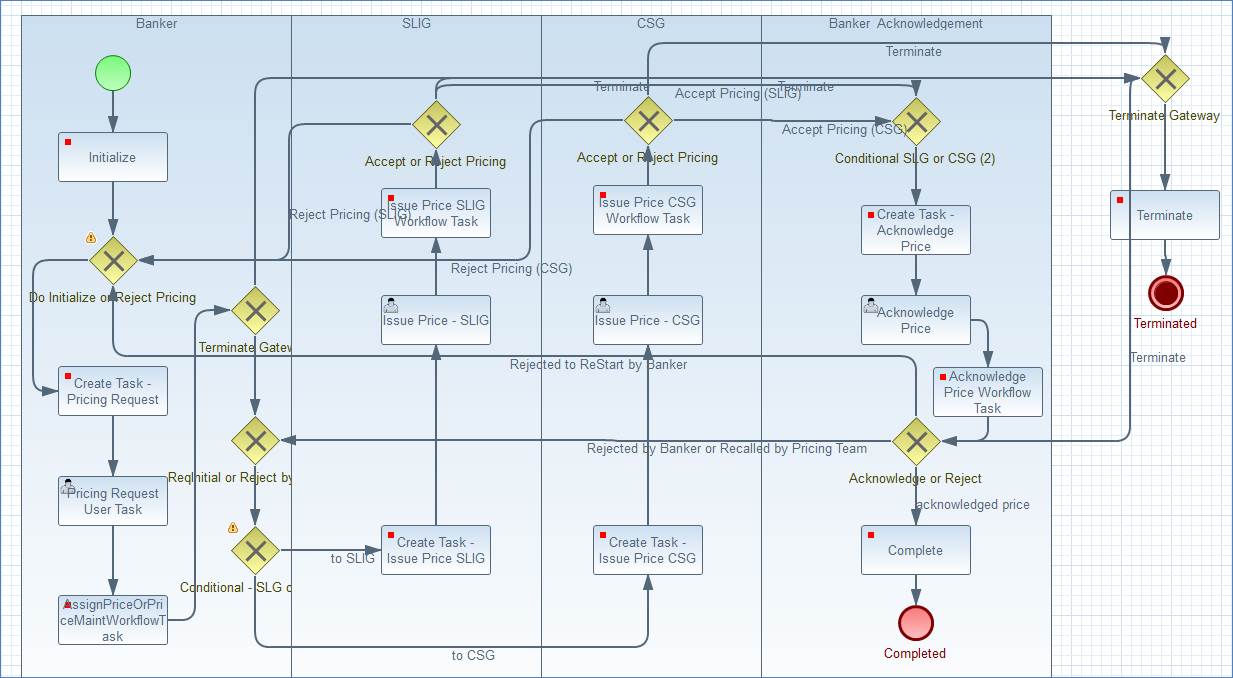 Banker
SLIG
CSG
Banker Acknowledgement
Initialize
Do Initialize or Reject Pricing
Create Task -
Pricing Request
Pricing Request
User Task
AssignPriceOrPri
ceMaintWorkflowT
ask
Terminate Gatew
ReqInitial or Reject by
Conditional - SLG o
to SLIG
to CSG
Accept or Reject Pricing
Reject Pricing (SLIG)
Issue Price SLIG
Workflow Task
Issue Price - SLIG
Create Task -
Issue Price SLIG
Terminate
Accept or Reject Pricing
Issue Price CSG
Workflow Task
Reject Pricing (CSG)
Issue Price - CSG
Rejected to ReStart by Banker
Rejected by Banker or Recalled by Pricing Team
Create Task -
Issue Price CSG
Terminate
Accept Pricing (SLIG)
Accept Pricing (CSG)
Conditional SLG or CSG (2)
Create Task -
Acknowledge
Price
Acknowledge
Price
Acknowledge
Price Workflow
Task
Acknowledge or Reject
acknowledged price
Complete
Completed
Terminate
Terminate Gateway
Terminate
Terminated
Terminate